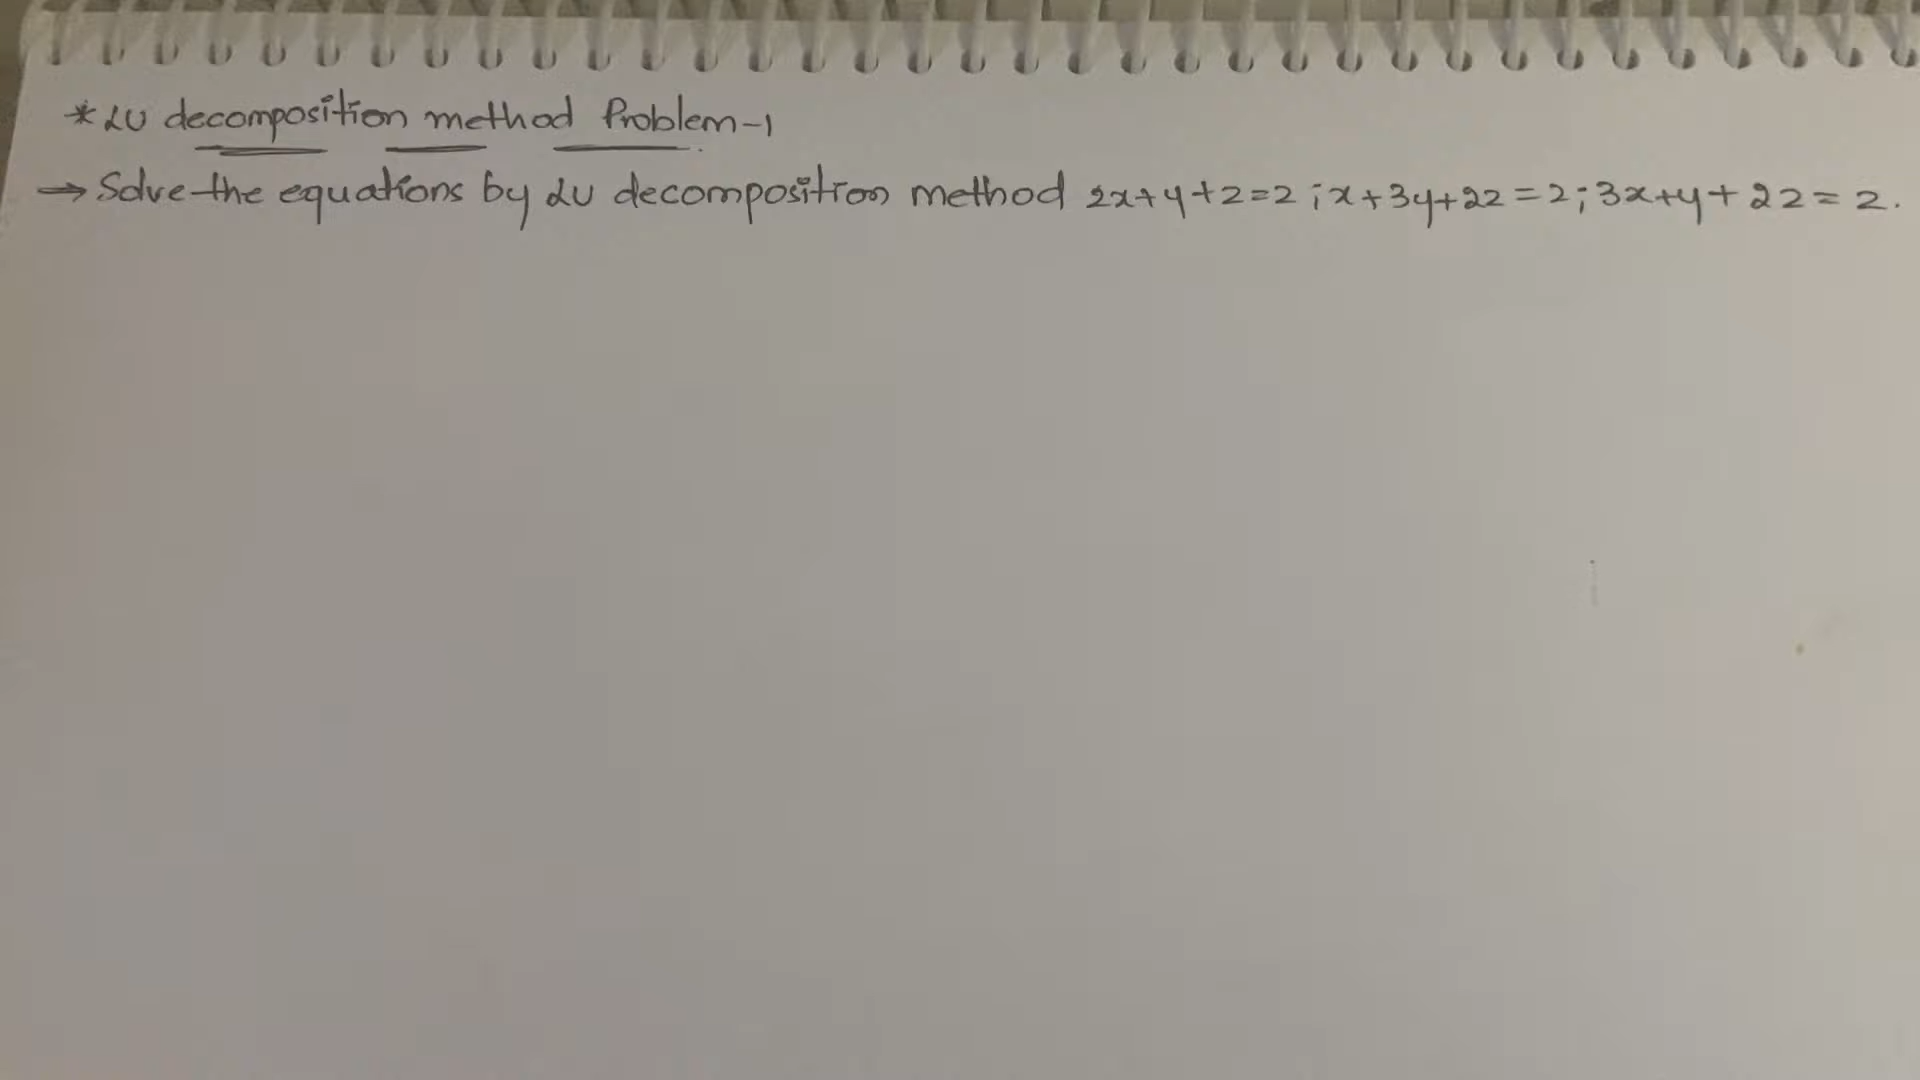 * LU decomposition method Problem-1
→ Solve the equations by LU decomposition method 2x+y+z=2; x+3y+2z=2; 3x+y+2z=2.